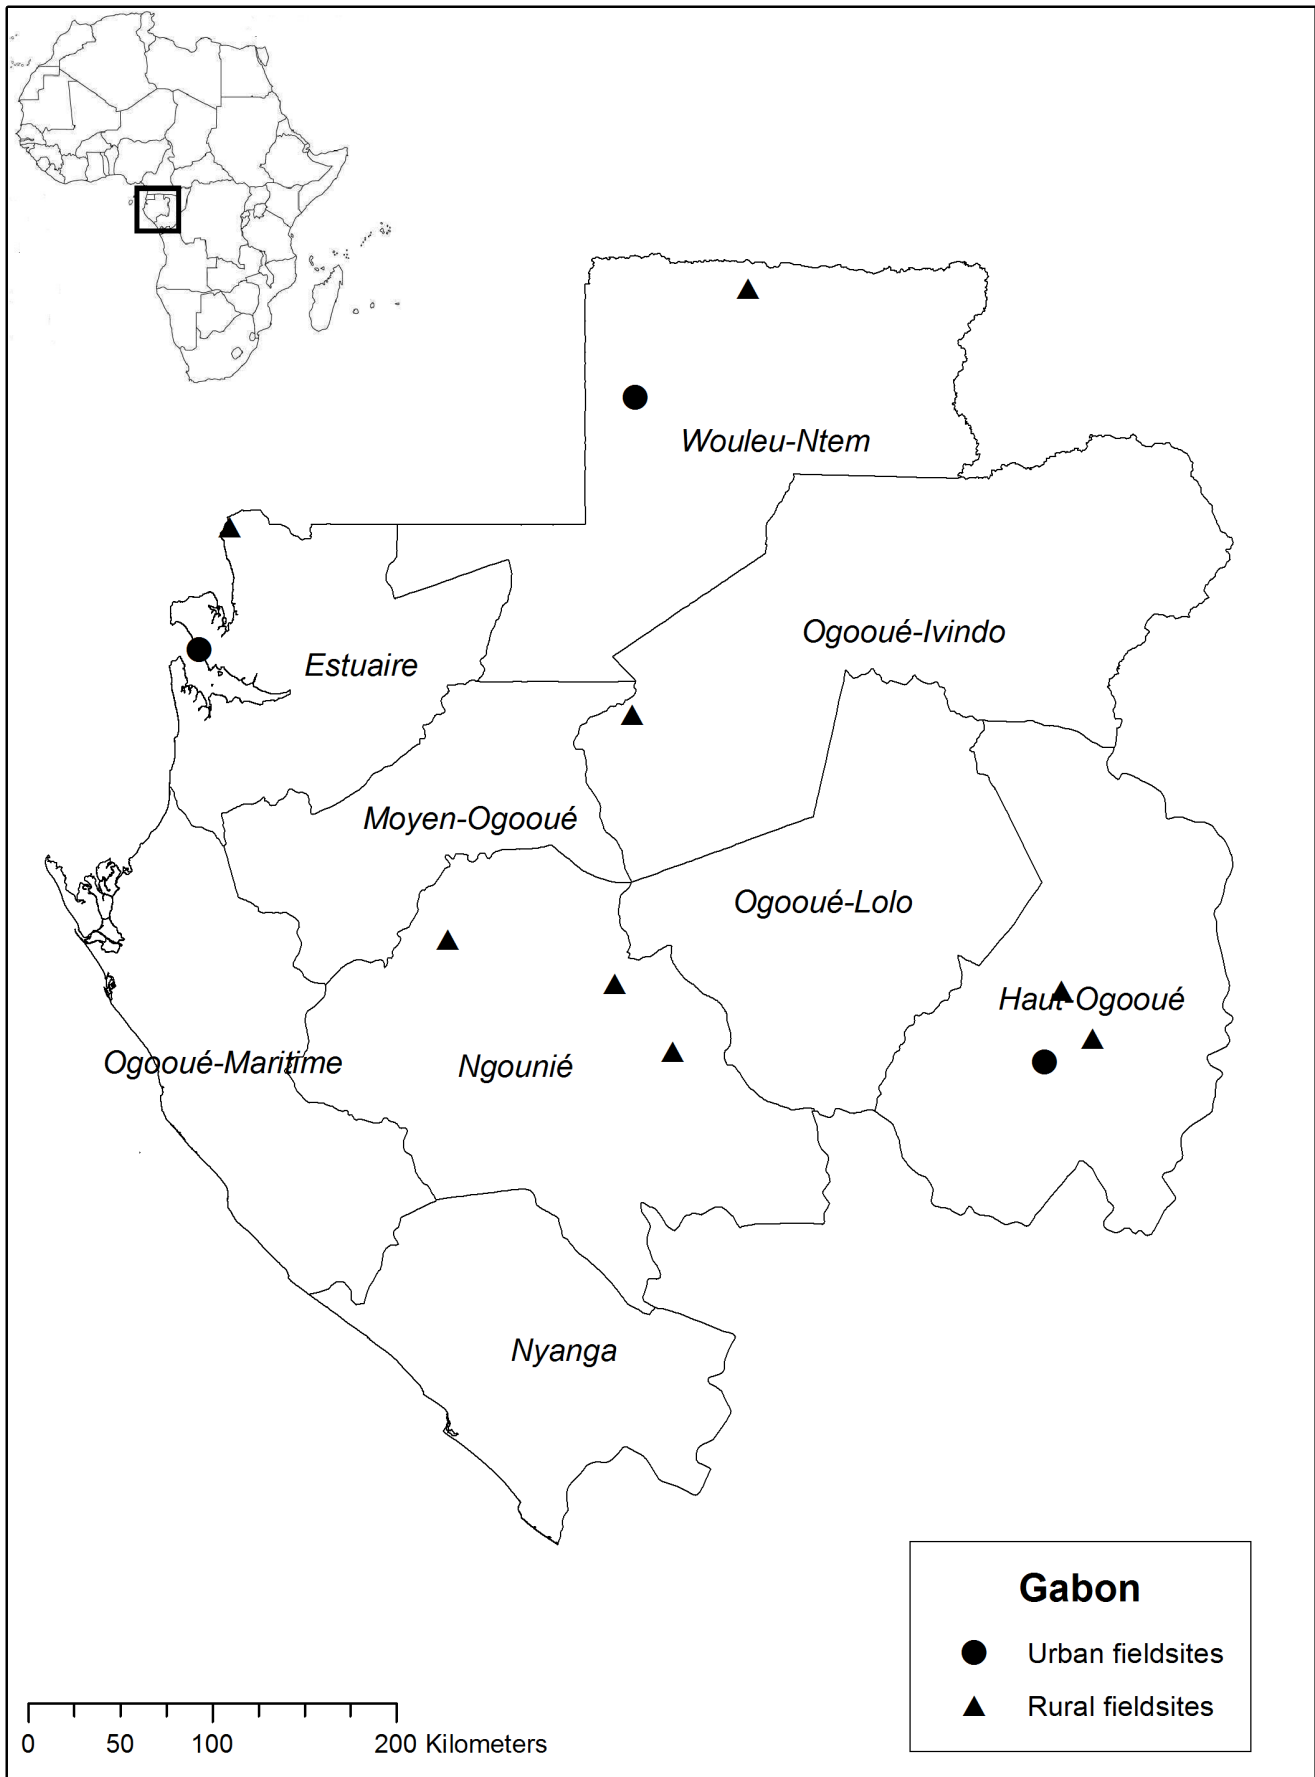 Wouleu-Ntem
Ogooué-Ivindo
Estuaire
Moyen-Ogooué
Ogooué-Lolo
Haut-Ogooué
Ogooué-Maritime
Ngounié
Nyanga
Gabon
Urban fieldsites
Rural fieldsites
0 50 100 200 Kilometers